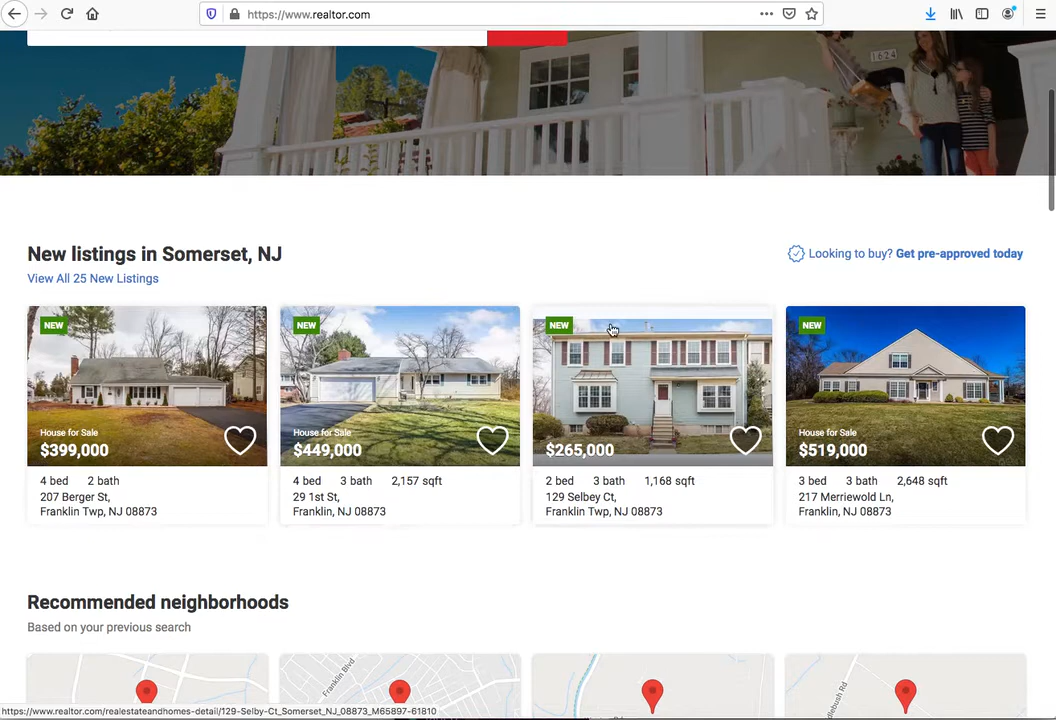 https://www.realtor.com
1624
New listings in Somerset, NJ
Looking to buy? Get pre-approved today
View All 25 New Listings
NEW
House for Sale
$399,000
4 bed 2 bath
207 Berger St,
Franklin Twp, NJ 08873
NEW
House for Sale
$449,000
4 bed 3 bath 2,157 sqft
29 1st St,
Franklin, NJ 08873
NEW
$265,000
2 bed 3 bath 1,168 sqft
129 Selbey Ct,
Franklin Twp, NJ 08873
NEW
House for Sale
$519,000
3 bed 3 bath 2,648 sqft
217 Merriewold Ln,
Franklin, NJ 08873
Recommended neighborhoods
Based on your previous search
Franklin Blvd
https://www.realtor.com/realestateandhomes-detail/129-Selby-Ct_Somerset_NJ_08873_M65897-61810